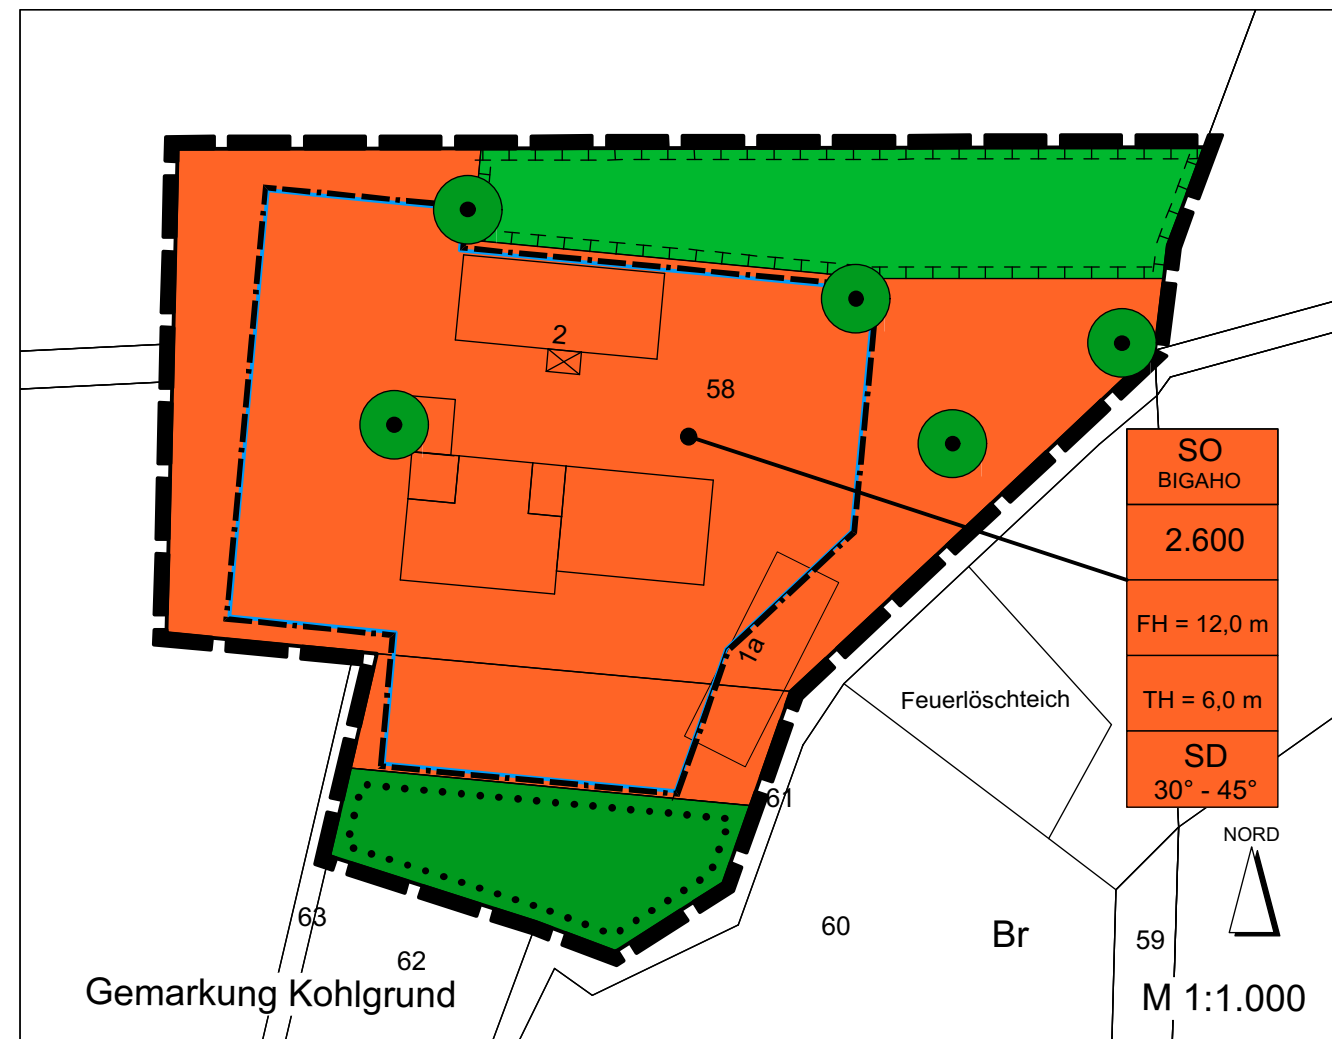 2
58
SO
BIGAHO
2.600
FH = 12,0 m
TH = 6,0 m
SD
30° - 45°
1a
Feuerlöschteich
61
NORD
63
60
Br
59
62
Gemarkung Kohlgrund
M 1:1.000